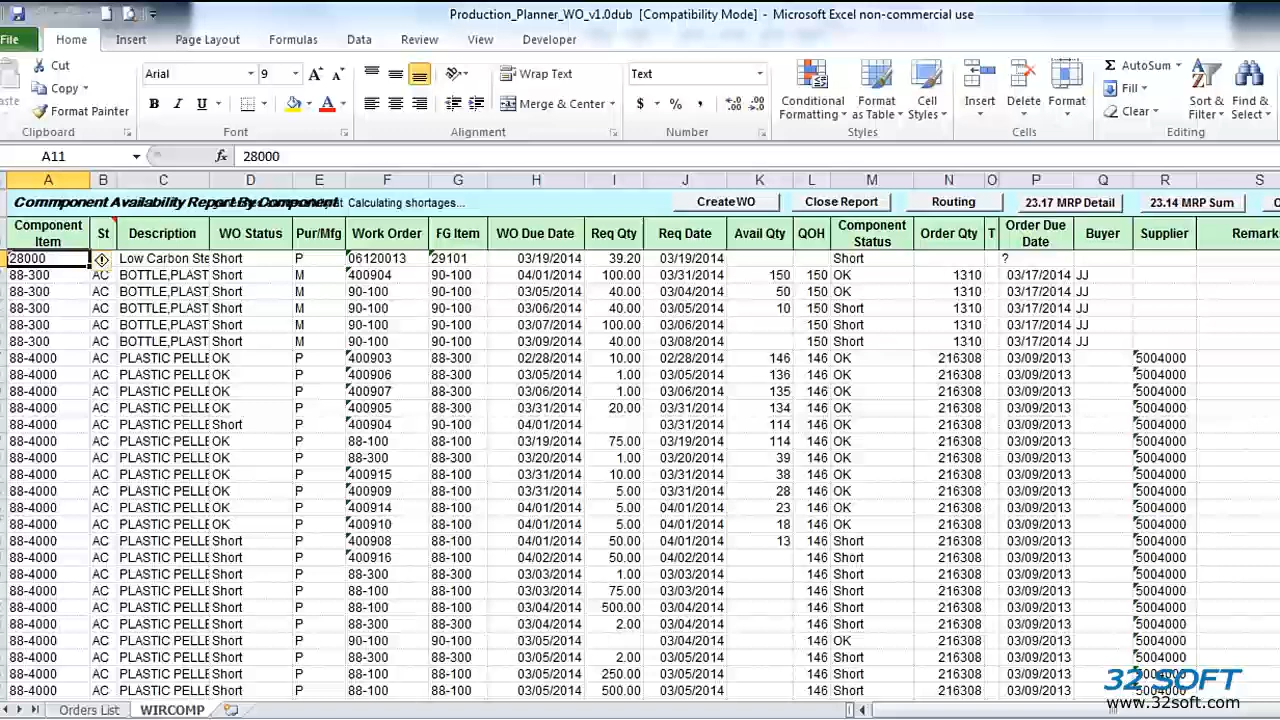 Production_Planner_WO_v1.0dub [Compatibility Mode] - Microsoft Excel non-commercial use
File Home Insert Page Layout Formulas Data Review View Developer
Cut
Copy
Format Painter
Clipboard
Arial 9
B I U
Font
Wrap Text
Merge & Center
Alignment
Text
$ % ,
Number
Conditional Formatting
Format as Table
Cell Styles
Styles
Insert Delete Format
Cells
Σ AutoSum
Fill
Clear
Sort & Filter
Find & Select
Editing
A11 fx 28000
A B C D E F G H I J K L M N O P Q R S
Calculating shortages... CreateWO Close Report Routing 23.17 MRP Detail 23.14 MRP Sum
Component Item St Description WO Status Pur/Mfg Work Order FG Item WO Due Date Req Qty Req Date Avail Qty QOH Component Status Order Qty T Order Due Date Buyer Supplier Remarks
28000 Low Carbon Ste Short P 06120013 29101 03/19/2014 39.20 03/19/2014 Short ?
88-300 AC BOTTLE,PLAST Short M 400904 90-100 04/01/2014 100.00 03/31/2014 150 150 OK 1310 03/17/2014 JJ
88-300 AC BOTTLE,PLAST Short M 90-100 90-100 03/05/2014 40.00 03/04/2014 50 150 OK 1310 03/17/2014 JJ
88-300 AC BOTTLE,PLAST Short M 90-100 90-100 03/06/2014 40.00 03/05/2014 10 150 Short 1310 03/17/2014 JJ
88-300 AC BOTTLE,PLAST Short M 90-100 90-100 03/07/2014 100.00 03/06/2014 150 Short 1310 03/17/2014 JJ
88-300 AC BOTTLE,PLAST Short M 90-100 90-100 03/09/2014 40.00 03/08/2014 150 Short 1310 03/17/2014 JJ
88-4000 AC PLASTIC PELLE OK P 400903 88-300 02/28/2014 10.00 02/28/2014 146 146 OK 216308 03/09/2013 5004000
88-4000 AC PLASTIC PELLE OK P 400906 88-300 03/05/2014 1.00 03/05/2014 136 146 OK 216308 03/09/2013 5004000
88-4000 AC PLASTIC PELLE OK P 400907 88-300 03/06/2014 1.00 03/06/2014 135 146 OK 216308 03/09/2013 5004000
88-4000 AC PLASTIC PELLE OK P 400905 88-300 03/31/2014 20.00 03/31/2014 134 146 OK 216308 03/09/2013 5004000
88-4000 AC PLASTIC PELLE Short P 400904 90-100 04/01/2014 03/31/2014 114 146 OK 216308 03/09/2013 5004000
88-4000 AC PLASTIC PELLE OK P 88-100 88-100 03/19/2014 75.00 03/19/2014 114 146 OK 216308 03/09/2013 5004000
88-4000 AC PLASTIC PELLE OK P 88-300 88-300 03/20/2014 1.00 03/20/2014 39 146 OK 216308 03/09/2013 5004000
88-4000 AC PLASTIC PELLE OK P 400915 88-100 03/31/2014 10.00 03/31/2014 38 146 OK 216308 03/09/2013 5004000
88-4000 AC PLASTIC PELLE OK P 400909 88-100 03/31/2014 5.00 03/31/2014 28 146 OK 216308 03/09/2013 5004000
88-4000 AC PLASTIC PELLE OK P 400914 88-100 04/01/2014 5.00 04/01/2014 23 146 OK 216308 03/09/2013 5004000
88-4000 AC PLASTIC PELLE OK P 400910 88-100 04/01/2014 5.00 04/01/2014 18 146 OK 216308 03/09/2013 5004000
88-4000 AC PLASTIC PELLE Short P 400908 88-100 04/01/2014 50.00 04/01/2014 13 146 Short 216308 03/09/2013 5004000
88-4000 AC PLASTIC PELLE Short P 400916 88-100 04/02/2014 50.00 04/02/2014 146 Short 216308 03/09/2013 5004000
88-4000 AC PLASTIC PELLE Short P 88-300 88-300 03/03/2014 1.00 03/03/2014 146 Short 216308 03/09/2013 5004000
88-4000 AC PLASTIC PELLE Short P 88-100 88-100 03/03/2014 75.00 03/03/2014 146 Short 216308 03/09/2013 5004000
88-4000 AC PLASTIC PELLE Short P 88-100 88-100 03/04/2014 500.00 03/04/2014 146 Short 216308 03/09/2013 5004000
88-4000 AC PLASTIC PELLE Short P 88-300 88-300 03/04/2014 2.00 03/04/2014 146 Short 216308 03/09/2013 5004000
88-4000 AC PLASTIC PELLE Short P 90-100 90-100 03/05/2014 03/04/2014 146 OK 216308 03/09/2013 5004000
88-4000 AC PLASTIC PELLE Short P 88-300 88-300 03/05/2014 2.00 03/05/2014 146 Short 216308 03/09/2013 5004000
88-4000 AC PLASTIC PELLE Short P 88-100 88-100 03/05/2014 250.00 03/05/2014 146 Short 216308 03/09/2013 5004000
88-4000 AC PLASTIC PELLE Short P 88-100 88-100 03/05/2014 500.00 03/05/2014 146 Short 216308 03/09/2013 5004000
32 SOFT
www.32soft.com
Orders List WIRCOMP